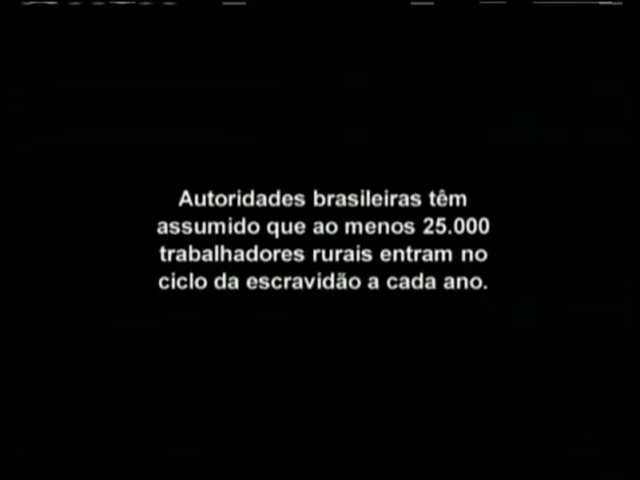 Autoridades brasileiras têm
assumido que ao menos 25.000
trabalhadores rurais entram no
ciclo da escravidão a cada ano.